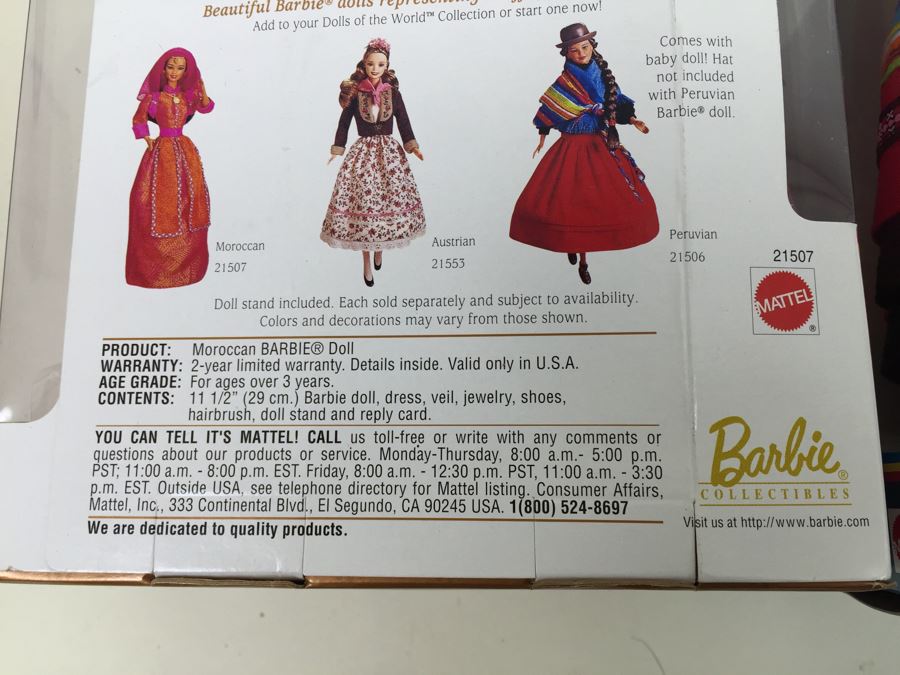 Beautiful Barbie® dolls representing
Add to your Dolls of the World™ Collection or start one now!
Comes with
baby doll! Hat
not included
with Peruvian
Barbie® doll.
Moroccan
21507
Austrian
21553
Peruvian
21506
21507
MATTEL®
Doll stand included. Each sold separately and subject to availability.
Colors and decorations may vary from those shown.
PRODUCT: Moroccan BARBIE® Doll
WARRANTY: 2-year limited warranty. Details inside. Valid only in U.S.A.
AGE GRADE: For ages over 3 years.
CONTENTS: 11 1/2" (29 cm.) Barbie doll, dress, veil, jewelry, shoes,
hairbrush, doll stand and reply card.
YOU CAN TELL IT'S MATTEL! CALL us toll-free or write with any comments or
questions about our products or service. Monday-Thursday, 8:00 a.m.- 5:00 p.m.
PST; 11:00 a.m. - 8:00 p.m. EST. Friday, 8:00 a.m. - 12:30 p.m. PST, 11:00 a.m. - 3:30
p.m. EST. Outside USA, see telephone directory for Mattel listing. Consumer Affairs,
Mattel, Inc., 333 Continental Blvd., El Segundo, CA 90245 USA. 1(800) 524-8697
We are dedicated to quality products.
Barbie®
COLLECTIBLES
Visit us at http://www.barbie.com